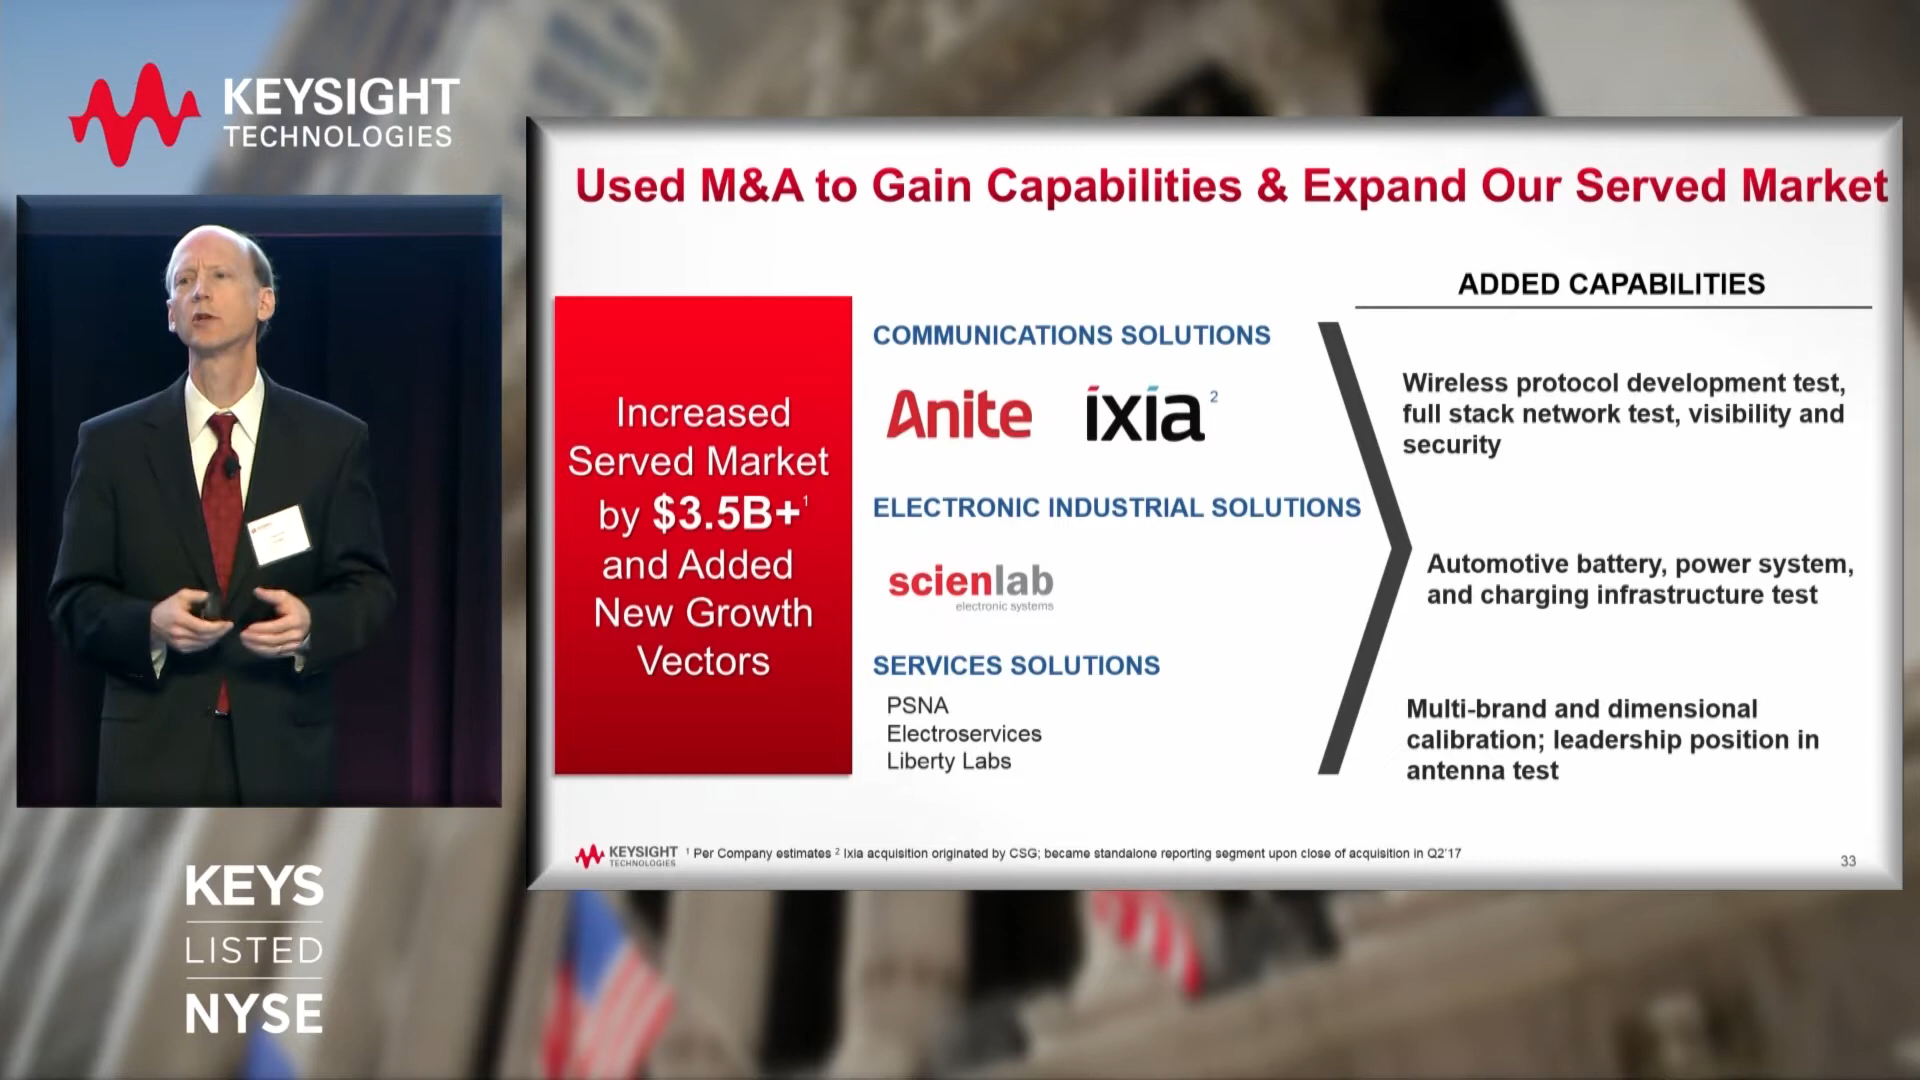 KEYSIGHT
TECHNOLOGIES
Used M&A to Gain Capabilities & Expand Our Served Market
ADDED CAPABILITIES
Increased
Served Market
by $3.5B+¹
and Added
New Growth
Vectors
COMMUNICATIONS SOLUTIONS
Anite ixia ²
Wireless protocol development test,
full stack network test, visibility and
security
ELECTRONIC INDUSTRIAL SOLUTIONS
scienlab
electronic systems
Automotive battery, power system,
and charging infrastructure test
SERVICES SOLUTIONS
PSNA
Electroservices
Liberty Labs
Multi-brand and dimensional
calibration; leadership position in
antenna test
KEYSIGHT
TECHNOLOGIES
¹ Per Company estimates ² Ixia acquisition originated by CSG; became standalone reporting segment upon close of acquisition in Q2'17
33
KEYS
LISTED
NYSE